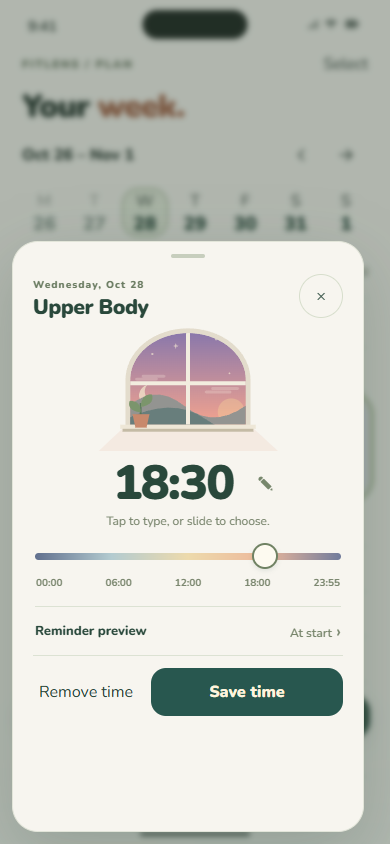 9:41
FITLERS / PLAN
Select
Your week.
Oct 26 – Nov 1
M T W T F S S
26 27 28 29 30 31 1
Wednesday, Oct 28
Upper Body
×
18:30
Tap to type, or slide to choose.
00:00 06:00 12:00 18:00 23:55
Reminder preview
At start ›
Remove time
Save time